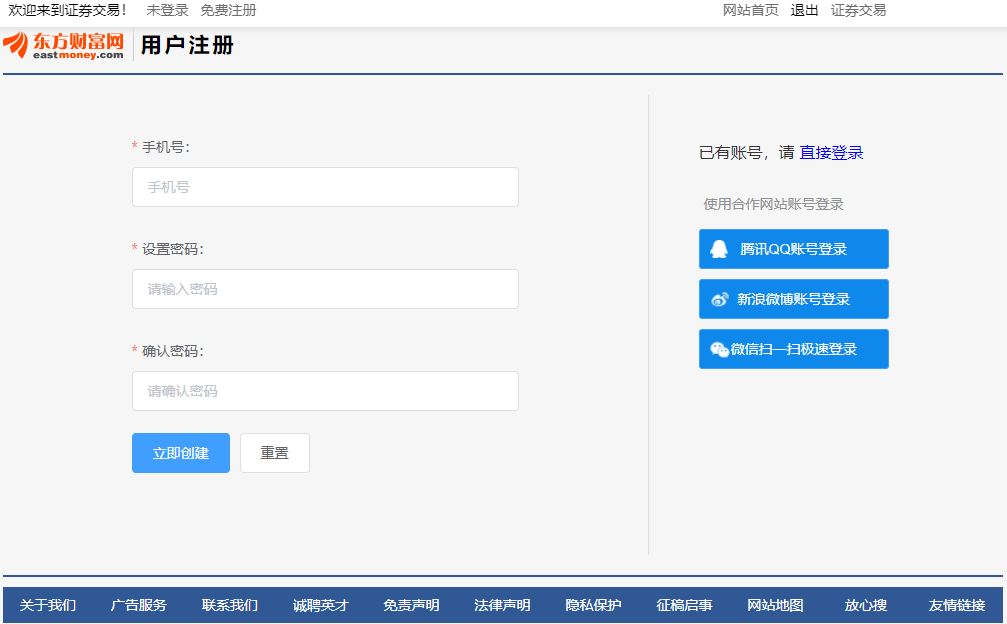 欢迎来到证券交易! 未登录 免费注册 网站首页 退出 证券交易
东方财富网
eastmoney.com
用户注册
* 手机号:
手机号
* 设置密码:
请输入密码
* 确认密码:
请确认密码
立即创建 重置
已有账号，请 直接登录
使用合作网站账号登录
腾讯QQ账号登录
新浪微博账号登录
微信扫一扫极速登录
关于我们 广告服务 联系我们 诚聘英才 免责声明 法律声明 隐私保护 征稿启事 网站地图 放心搜 友情链接